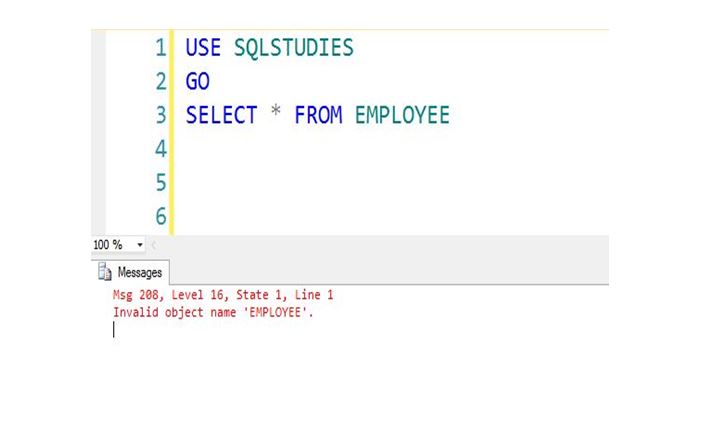 1 USE SQLSTUDIES
2 GO
3 SELECT * FROM EMPLOYEE
4
5
6
100 %
Messages
Msg 208, Level 16, State 1, Line 1
Invalid object name 'EMPLOYEE'.